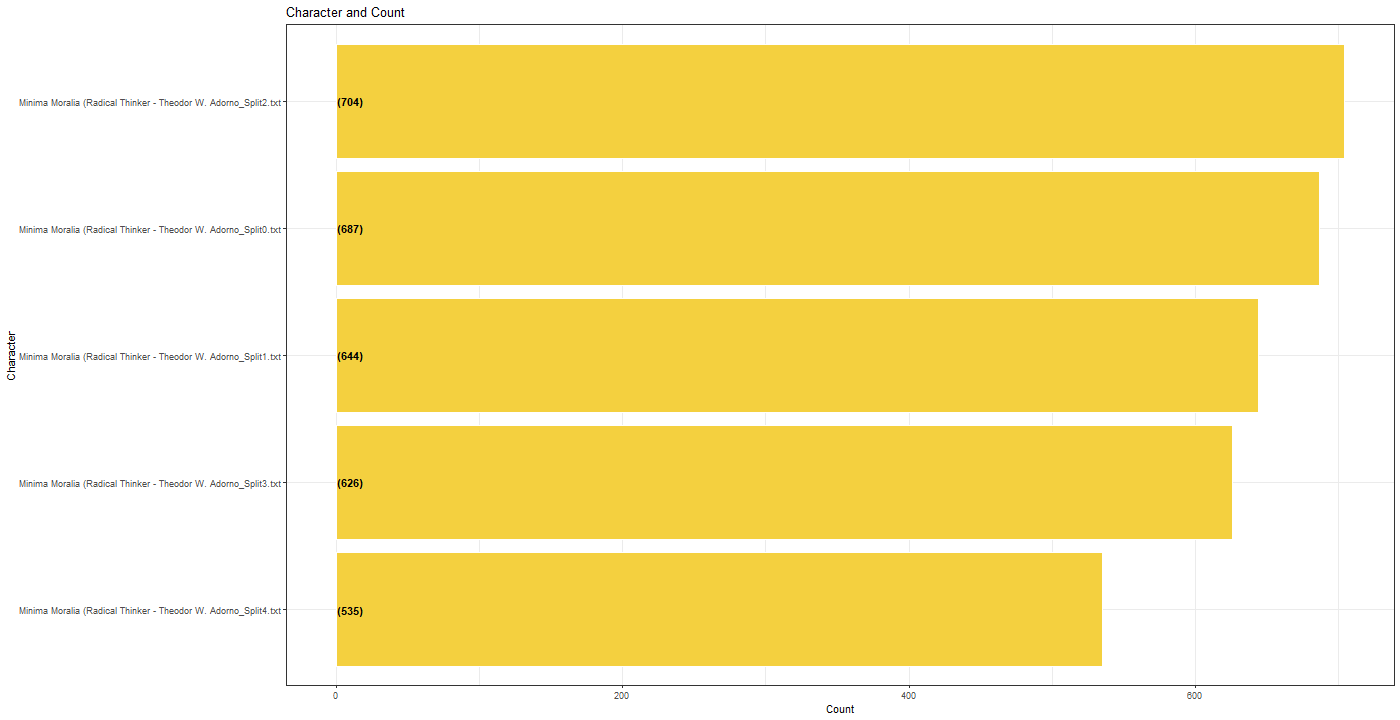 Character and Count
Minima Moralia (Radical Thinker - Theodor W. Adorno_Split2.txt
(704)
Minima Moralia (Radical Thinker - Theodor W. Adorno_Split0.txt
(687)
Character
Minima Moralia (Radical Thinker - Theodor W. Adorno_Split1.txt
(644)
Minima Moralia (Radical Thinker - Theodor W. Adorno_Split3.txt
(626)
Minima Moralia (Radical Thinker - Theodor W. Adorno_Split4.txt
(535)
0 200 400 600
Count